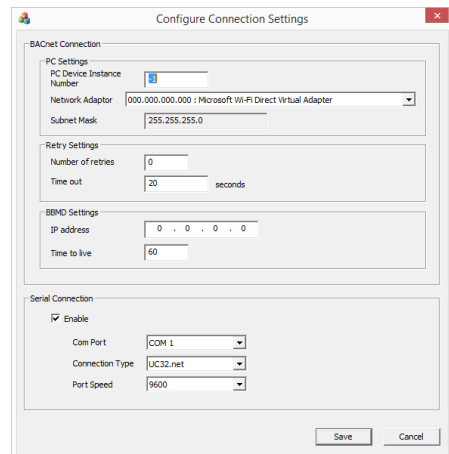 Configure Connection Settings
BACnet Connection
PC Settings
PC Device Instance
Number
-1
Network Adaptor 000.000.000.000 : Microsoft Wi-Fi Direct Virtual Adapter
Subnet Mask 255.255.255.0
Retry Settings
Number of retries 0
Time out 20 seconds
BBMD Settings
IP address 0 . 0 . 0 . 0
Time to live 60
Serial Connection
Enable
Com Port COM 1
Connection Type UC32.net
Port Speed 9600
Save Cancel